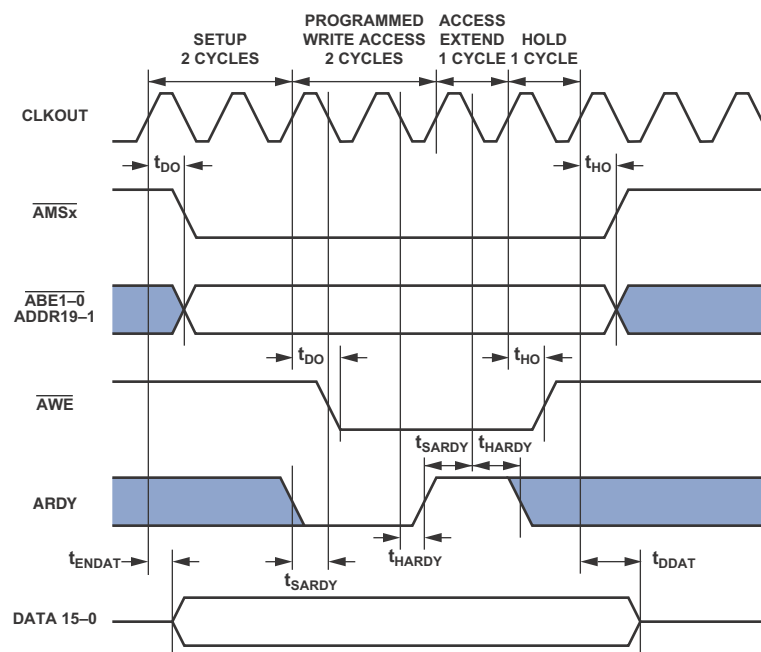 SETUP
2 CYCLES
PROGRAMMED
WRITE ACCESS
2 CYCLES
ACCESS
EXTEND
1 CYCLE
HOLD
1 CYCLE
CLKOUT
tDO
tHO
AMSx
ABE1–0
ADDR19–1
tDO
tHO
AWE
tSARDY
tHARDY
ARDY
tENDAT
tSARDY
tHARDY
tDDAT
DATA 15–0